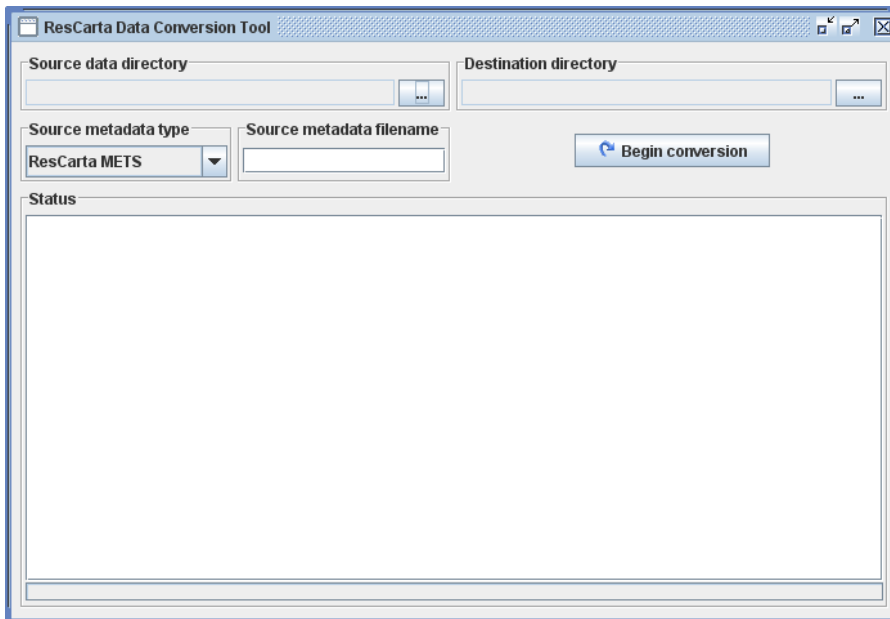 ResCarta Data Conversion Tool
Source data directory
Destination directory
...
...
Source metadata type
Source metadata filename
ResCarta METS
Begin conversion
Status